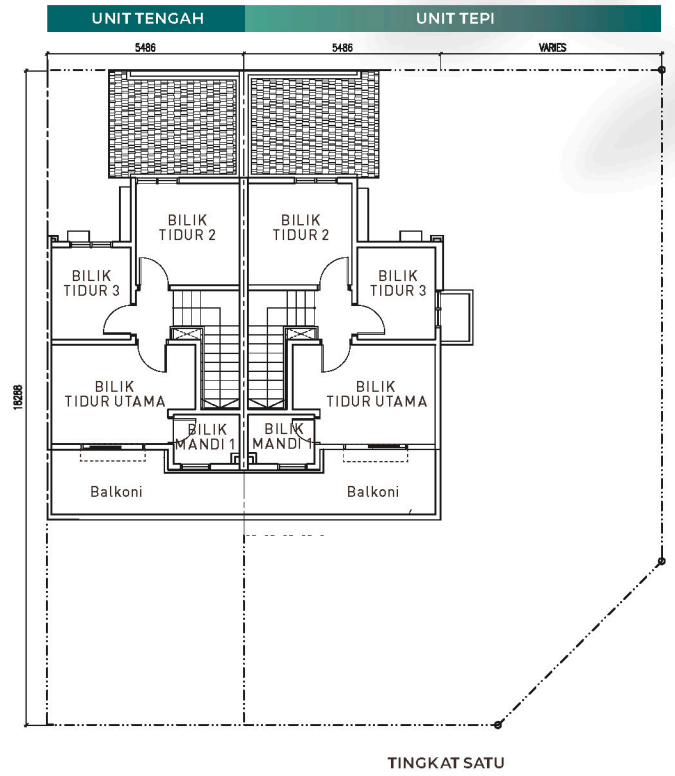 UNIT TENGAH
UNIT TEPI
5486
5486
VARIES
18288
BILIK
TIDUR 2
BILIK
TIDUR 2
BILIK
TIDUR 3
BILIK
TIDUR 3
BILIK
TIDUR UTAMA
BILIK
TIDUR UTAMA
BILIK
MANDI 1
BILIK
MANDI 1
Balkoni
Balkoni
TINGKAT SATU